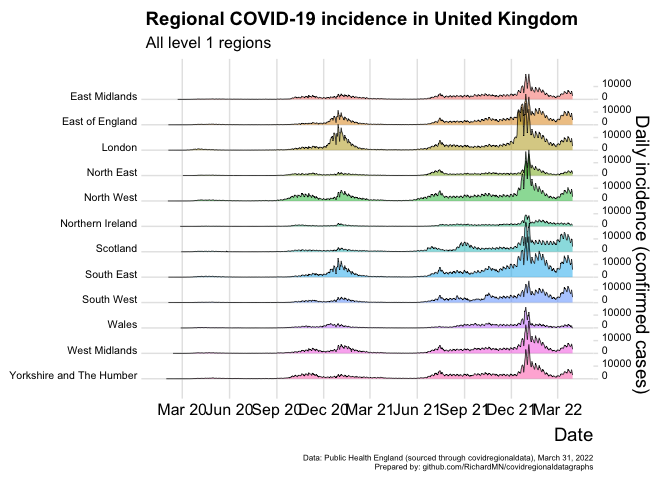 Regional COVID-19 incidence in United Kingdom
All level 1 regions
East Midlands
10000
0
East of England
10000
0
London
10000
0
North East
10000
0
North West
10000
0
Northern Ireland
10000
0
Scotland
10000
0
South East
10000
0
South West
10000
0
Wales
10000
0
West Midlands
10000
0
Yorkshire and The Humber
10000
0
Daily incidence (confirmed cases)
Mar 20 Jun 20 Sep 20 Dec 20 Mar 21 Jun 21 Sep 21 Dec 21 Mar 22
Date
Data: Public Health England (sourced through covidregionaldata), March 31, 2022
Prepared by: github.com/RichardMN/covidregionaldatagraphs